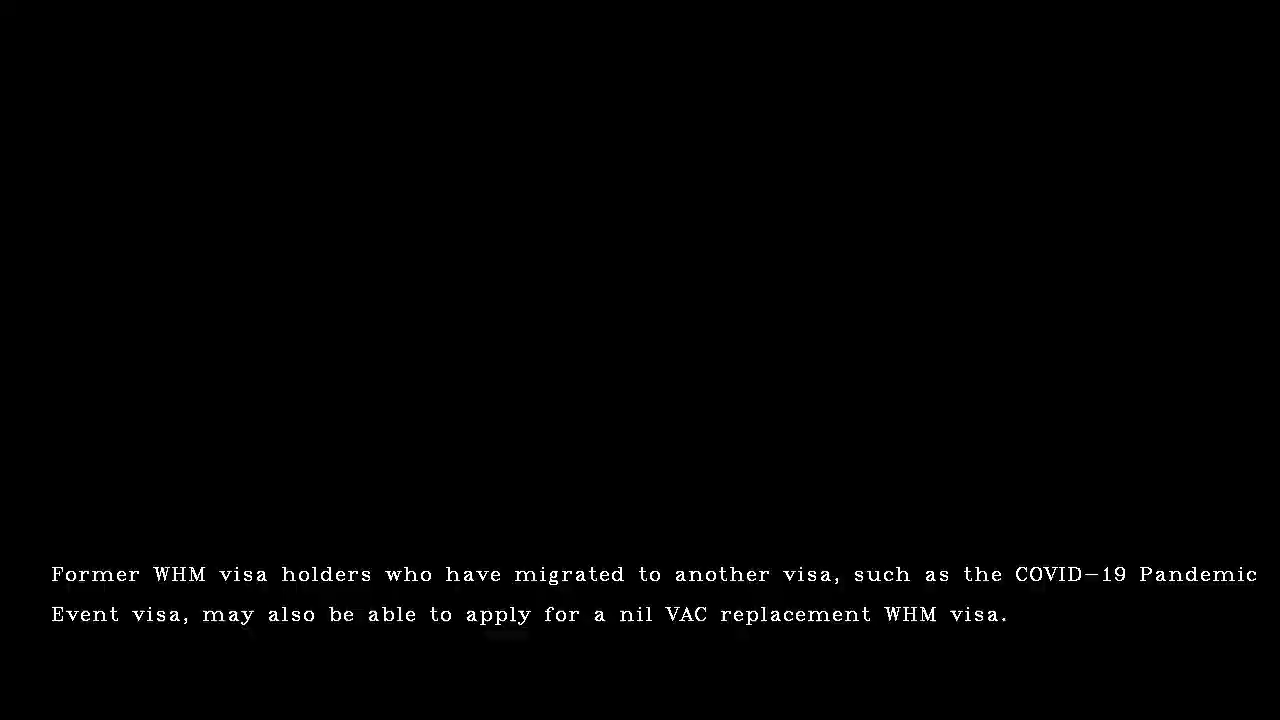 Former WHM visa holders who have migrated to another visa, such as the COVID-19 Pandemic
Event visa, may also be able to apply for a nil VAC replacement WHM visa.